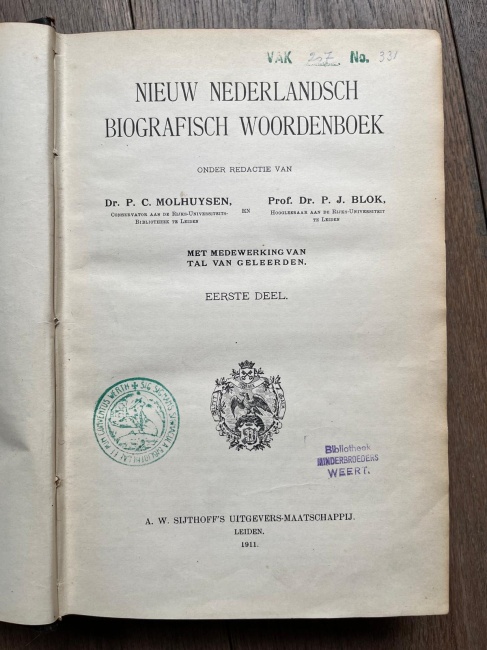 VAK 227 No. 331
NIEUW NEDERLANDSCH
BIOGRAFISCH WOORDENBOEK
ONDER REDACTIE VAN
Dr. P. C. MOLHUYSEN,
Conservator aan de Rijks-Universiteits-
Bibliotheek te Leiden
EN
Prof. Dr. P. J. BLOK,
Hoogleeraar aan de Rijks-Universiteit
te Leiden
MET MEDEWERKING VAN
TAL VAN GELEERDEN.
EERSTE DEEL.
Bibliotheek
MINDERBROEDERS
WEERT.
A. W. SIJTHOFF'S UITGEVERS-MAATSCHAPPIJ.
LEIDEN.
1911.